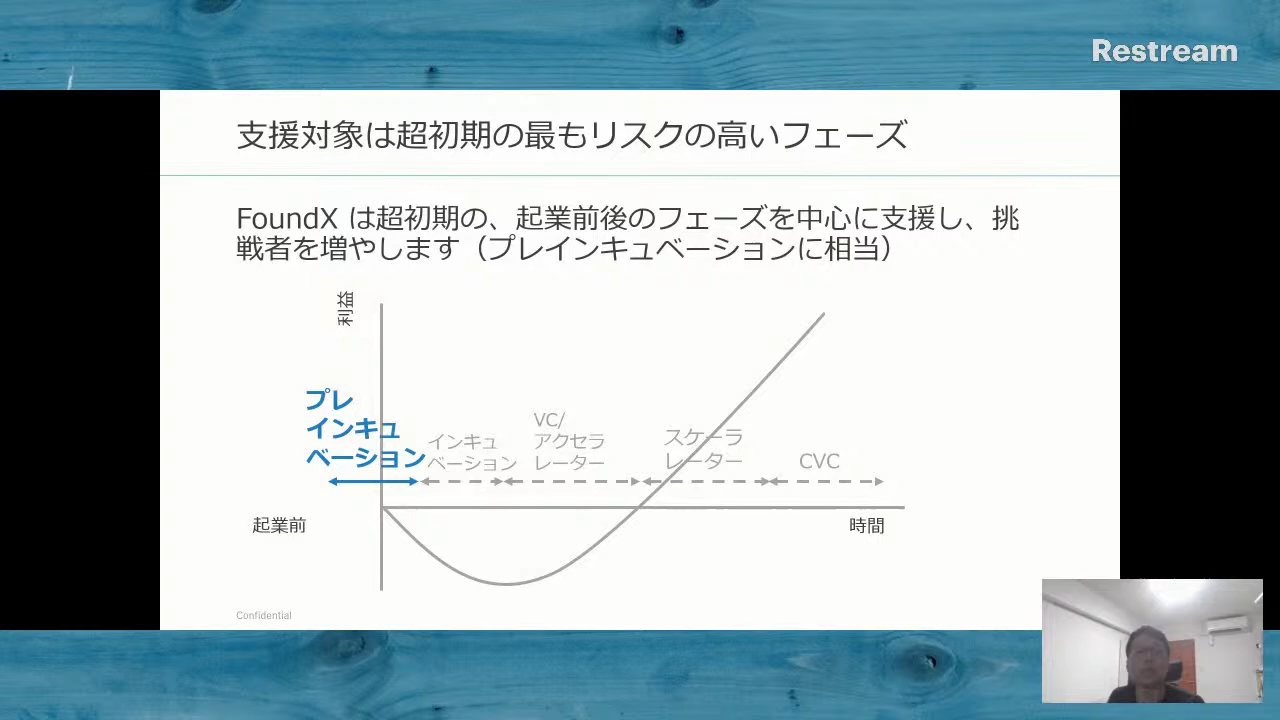 Restream
支援対象は超初期の最もリスクの高いフェーズ
FoundX は超初期の、起業前後のフェーズを中心に支援し、挑
戦者を増やします（プレインキュベーションに相当）
利益
プレ
インキュ
ベーション
インキュ
ベーション
VC/
アクセラ
レーター
スケーラ
レーター
CVC
起業前
時間
Confidential